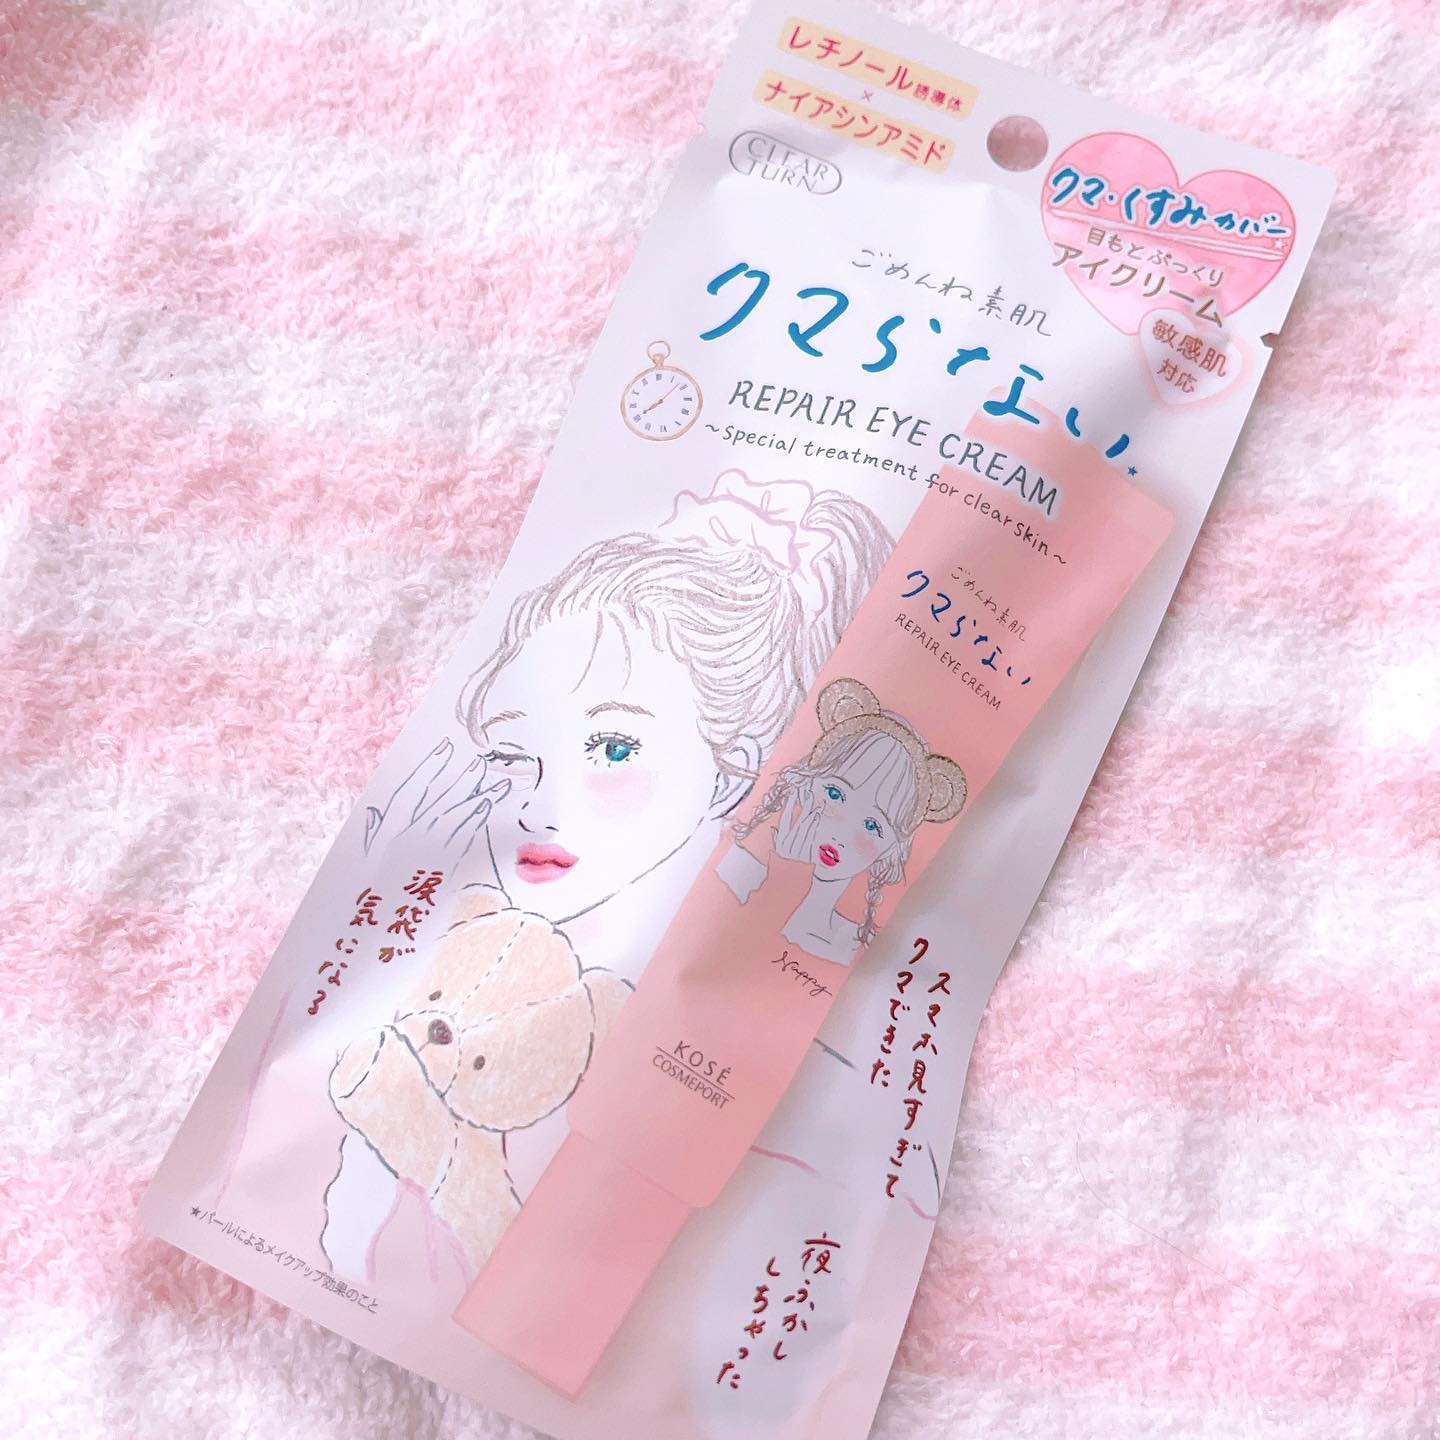 レチノール誘導体
×
ナイアシンアミド
CLEAR
TURN
クマ・くすみカバー
★
目もとぷっくり
アイクリーム
敏感肌
対応
ごめんね素肌
クマらない★
REPAIR EYE CREAM
~special treatment for clear skin~
ごめんね素肌
クマらない
REPAIR EYE CREAM
Nappy
KOSÉ
COSMEPORT
涙袋が
気になる
スマホ見すぎて
クマできた
夜ふかし
しちゃった
★パールによるメイクアップ効果のこと